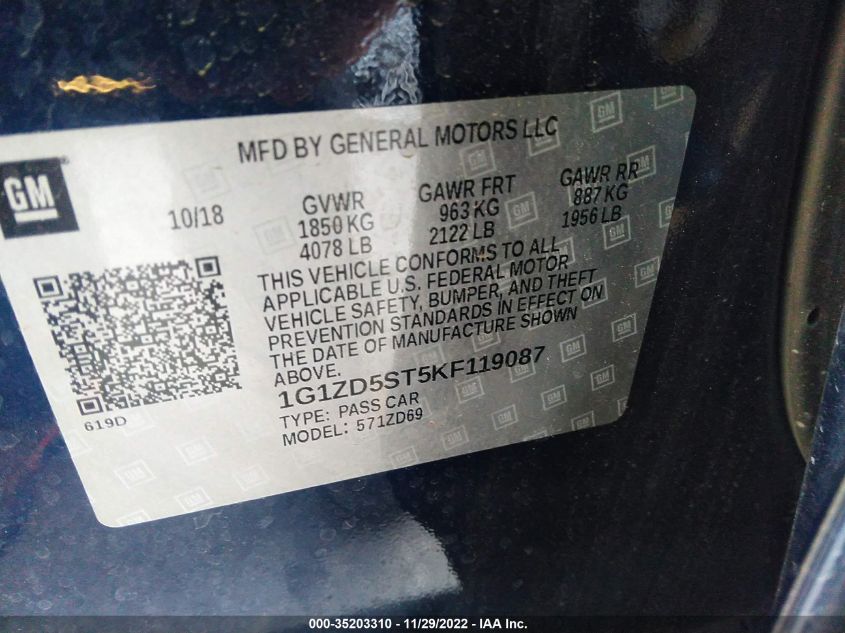 MFD BY GENERAL MOTORS LLC
GM
10/18
GVWR
1850 KG
4078 LB
GAWR FRT
963 KG
2122 LB
GAWR RR
887 KG
1956 LB
THIS VEHICLE CONFORMS TO ALL
APPLICABLE U.S. FEDERAL MOTOR
VEHICLE SAFETY, BUMPER, AND THEFT
PREVENTION STANDARDS IN EFFECT ON
THE DATE OF MANUFACTURE SHOWN
ABOVE.
1G1ZD5ST5KF119087
TYPE: PASS CAR
MODEL: 571ZD69
619D
000-35203310 - 11/29/2022 - IAA Inc.